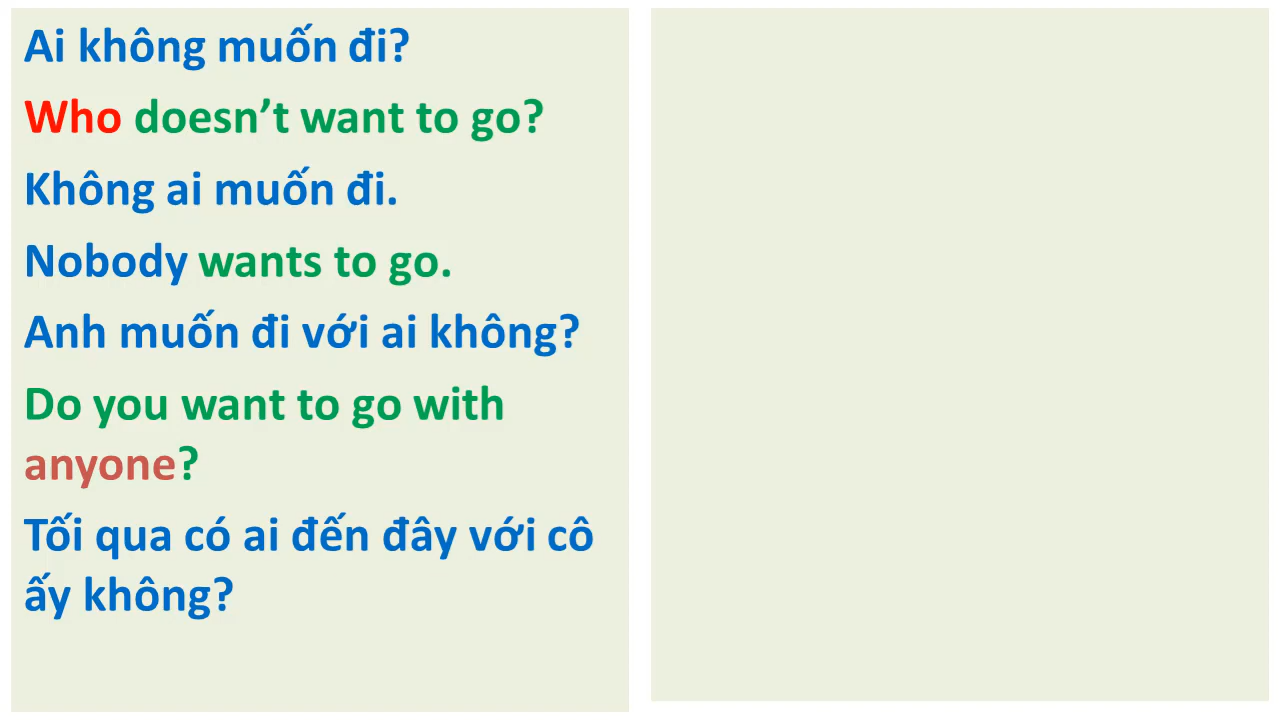 Ai không muốn đi?
Who doesn’t want to go?
Không ai muốn đi.
Nobody wants to go.
Anh muốn đi với ai không?
Do you want to go with
anyone?
Tối qua có ai đến đây với cô
ấy không?